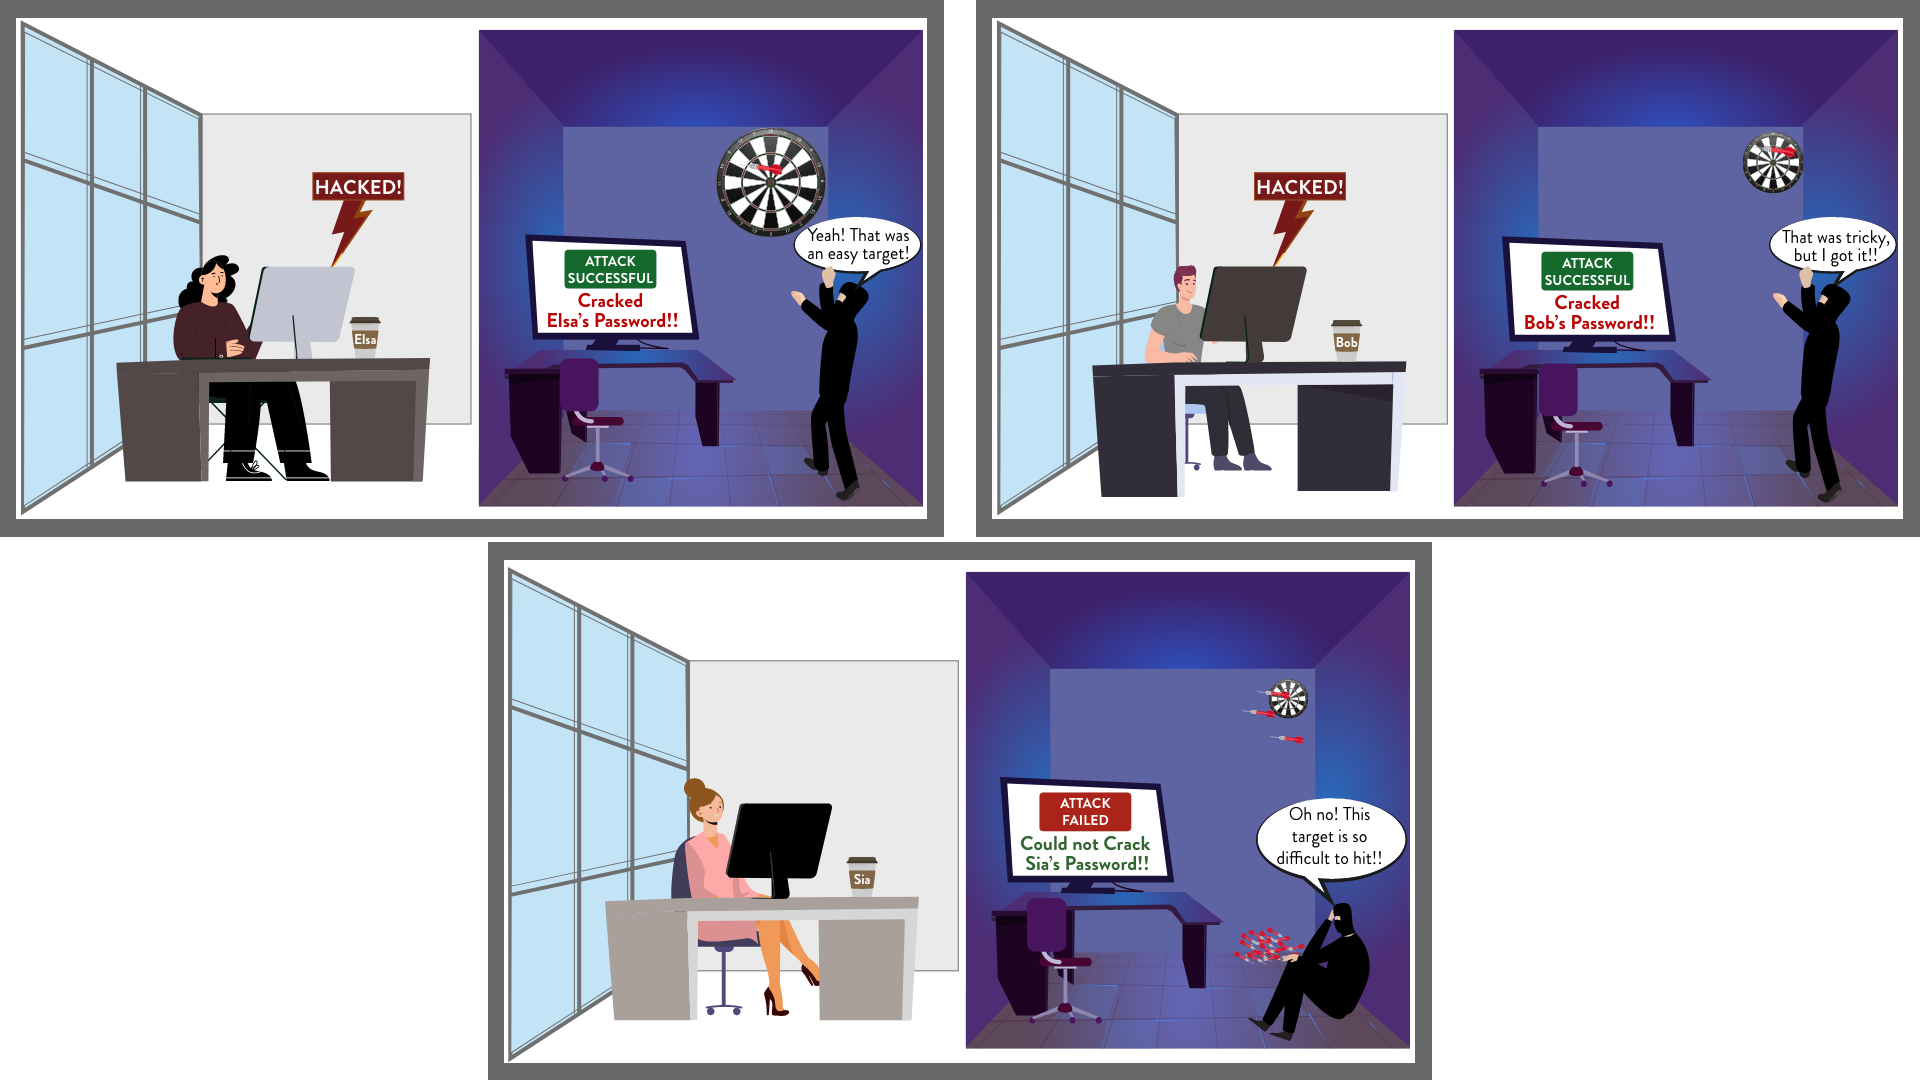 HACKED!
Elsa
Yeah! That was
an easy target!
ATTACK
SUCCESSFUL
Cracked
Elsa's Password!!
HACKED!
Bob
That was tricky,
but I got it!!
ATTACK
SUCCESSFUL
Cracked
Bob's Password!!
Sia
ATTACK
FAILED
Could not Crack
Sia's Password!!
Oh no! This
target is so
difficult to hit!!